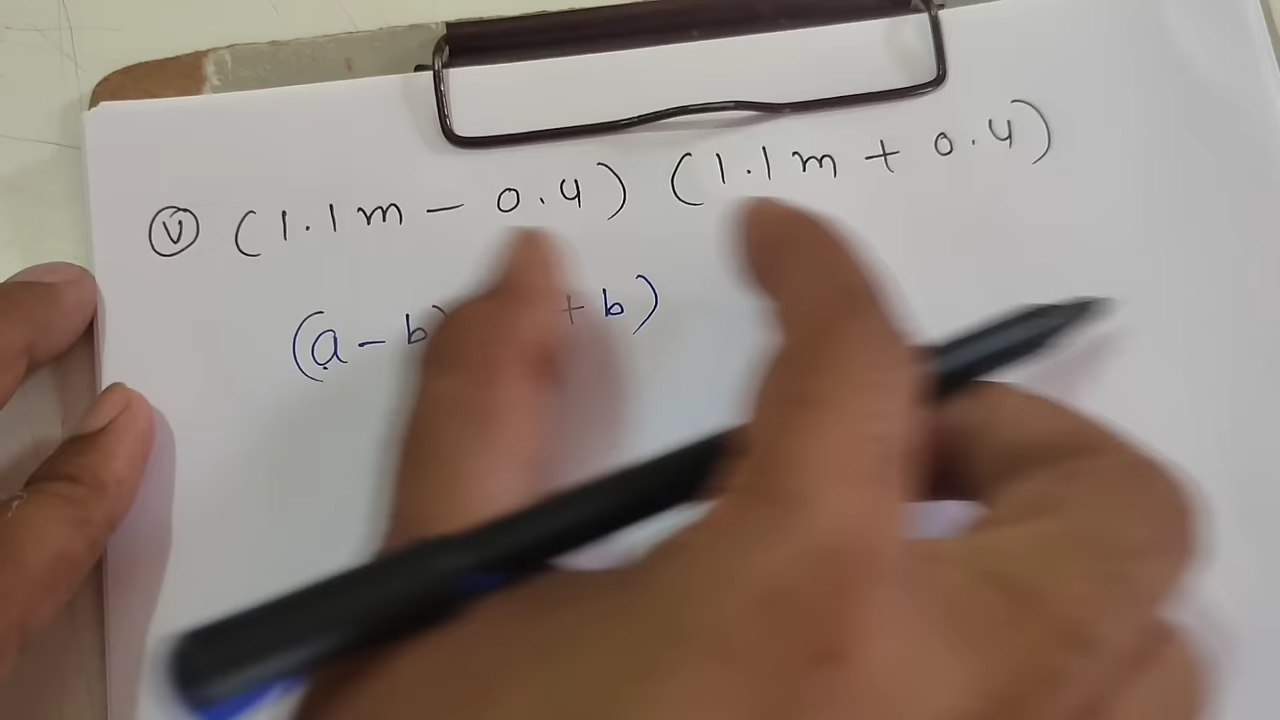 Ⓥ (1.1m - 0.4) (1.1m + 0.4)
(a - b) + b)